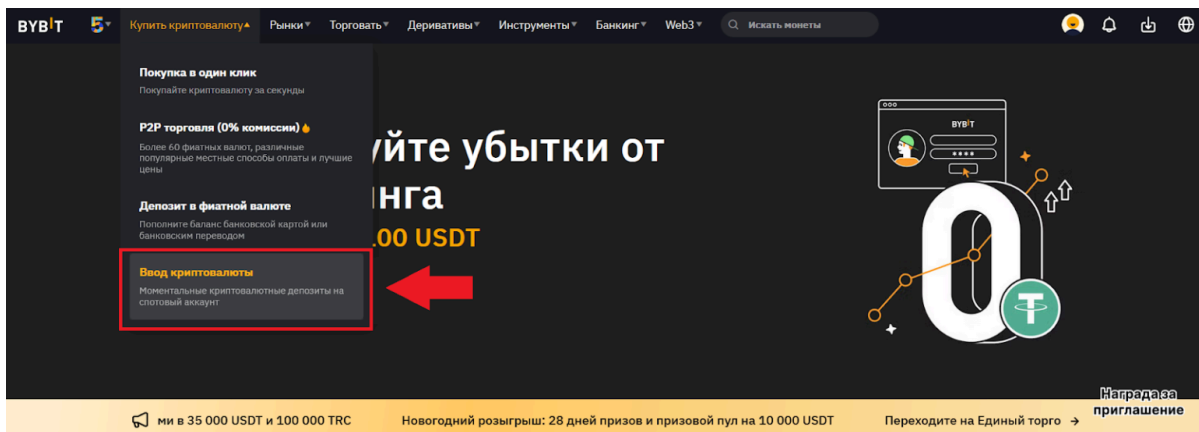 BYBIT Купить криптовалюту Рынки Торговать Деривативы Инструменты Банкинг Web3 Искать монеты
Покупка в один клик
Покупайте криптовалюту за секунды
P2P торговля (0% комиссии)
Более 60 фиатных валют, различные
популярные местные способы оплаты и лучшие
цены
Депозит в фиатной валюте
Пополните баланс банковской картой или
банковским переводом
Ввод криптовалюты
Моментальные криптовалютные депозиты на
спотовый аккаунт
уйте убытки от
нга
.00 USDT
BYBIT
Награда за
приглашение
ми в 35 000 USDT и 100 000 TRC Новогодний розыгрыш: 28 дней призов и призовой пул на 10 000 USDT Переходите на Единый торго →